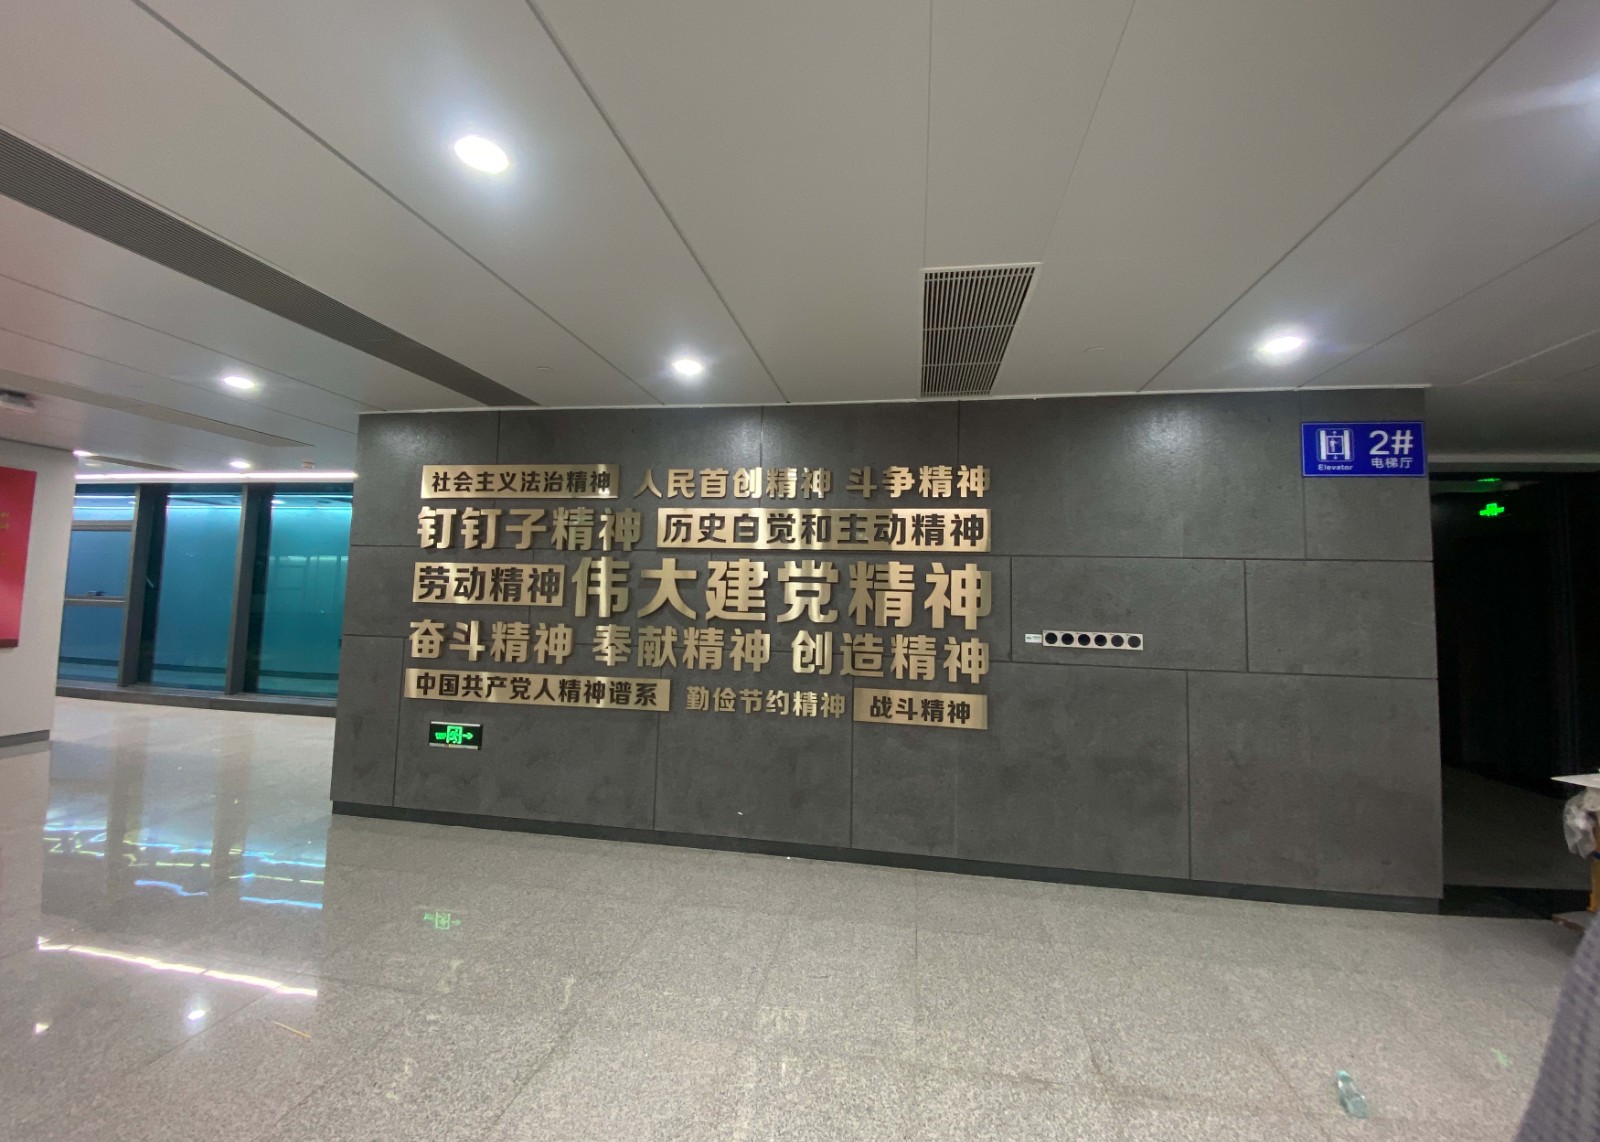 社会主义法治精神 人民首创精神 斗争精神
钉钉子精神 历史自觉和主动精神
劳动精神 伟大建党精神
奋斗精神 奉献精神 创造精神
中国共产党人精神谱系 勤俭节约精神 战斗精神
2#
Elevator 电梯厅